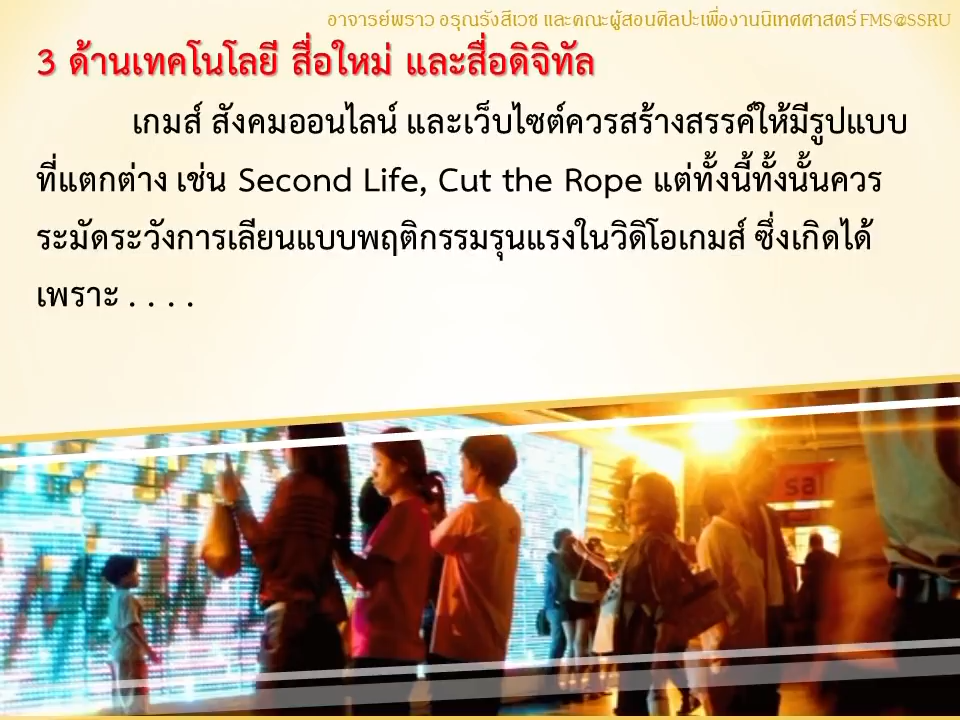 อาจารย์พราว อรุณรังสีเวช และคณะผู้สอนศิลปะเพื่องานนิเทศศาสตร์ FMS@SSRU
3 ด้านเทคโนโลยี สื่อใหม่ และสื่อดิจิทัล
เกมส์ สังคมออนไลน์ และเว็บไซต์ควรสร้างสรรค์ให้มีรูปแบบ
ที่แตกต่าง เช่น Second Life, Cut the Rope แต่ทั้งนี้ทั้งนั้นควร
ระมัดระวังการเลียนแบบพฤติกรรมรุนแรงในวิดิโอเกมส์ ซึ่งเกิดได้
เพราะ . . . .
sal